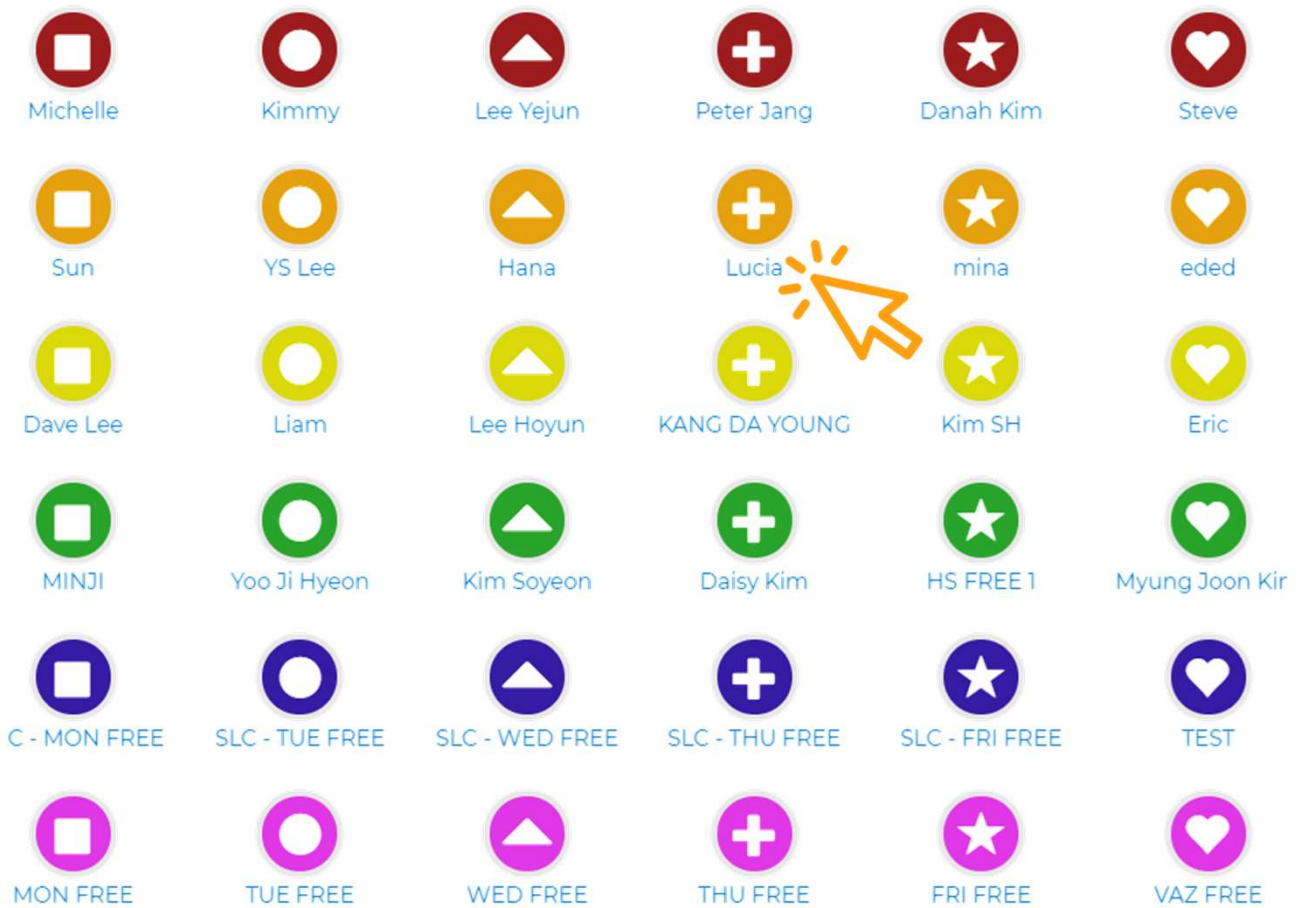 Michelle Kimmy Lee Yejun Peter Jang Danah Kim Steve
Sun YS Lee Hana Lucia mina eded
Dave Lee Liam Lee Hoyun KANG DA YOUNG Kim SH Eric
MINJI Yoo Ji Hyeon Kim Soyeon Daisy Kim HS FREE 1 Myung Joon Kir
C - MON FREE SLC - TUE FREE SLC - WED FREE SLC - THU FREE SLC - FRI FREE TEST
MON FREE TUE FREE WED FREE THU FREE FRI FREE VAZ FREE